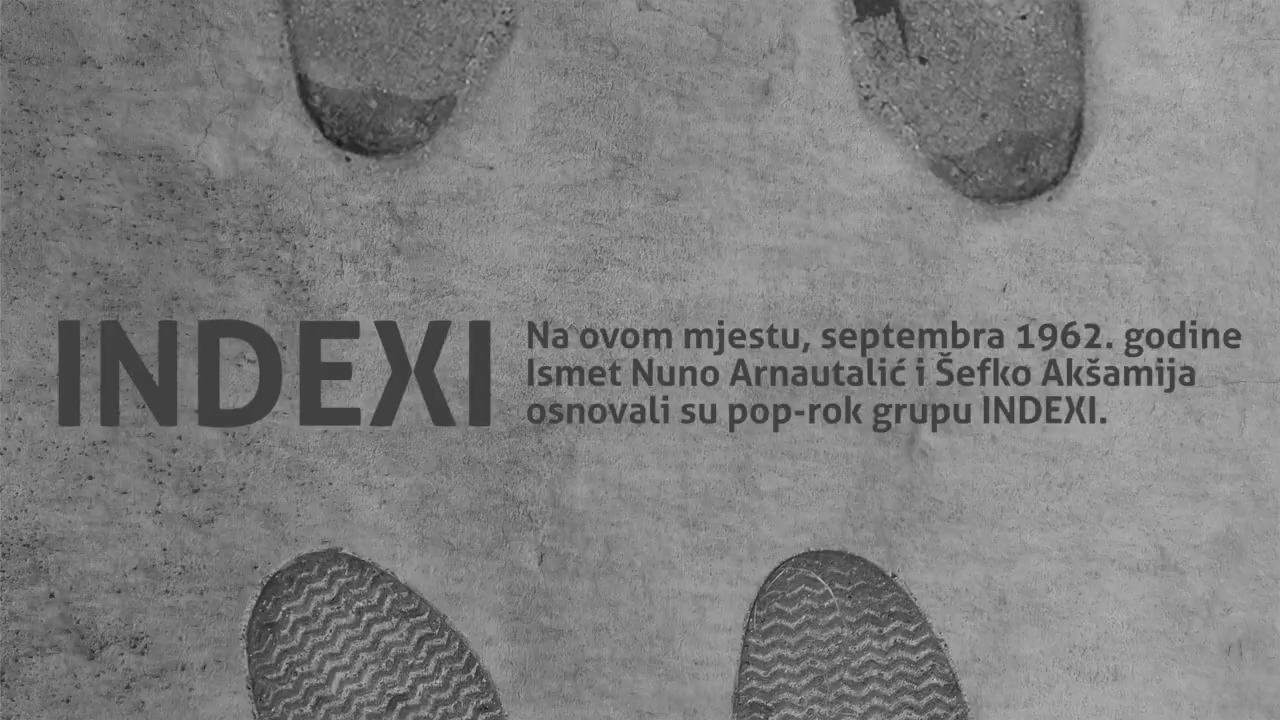 INDEXI
Na ovom mjestu, septembra 1962. godine
Ismet Nuno Arnautalić i Šefko Akšamija
osnovali su pop-rok grupu INDEXI.